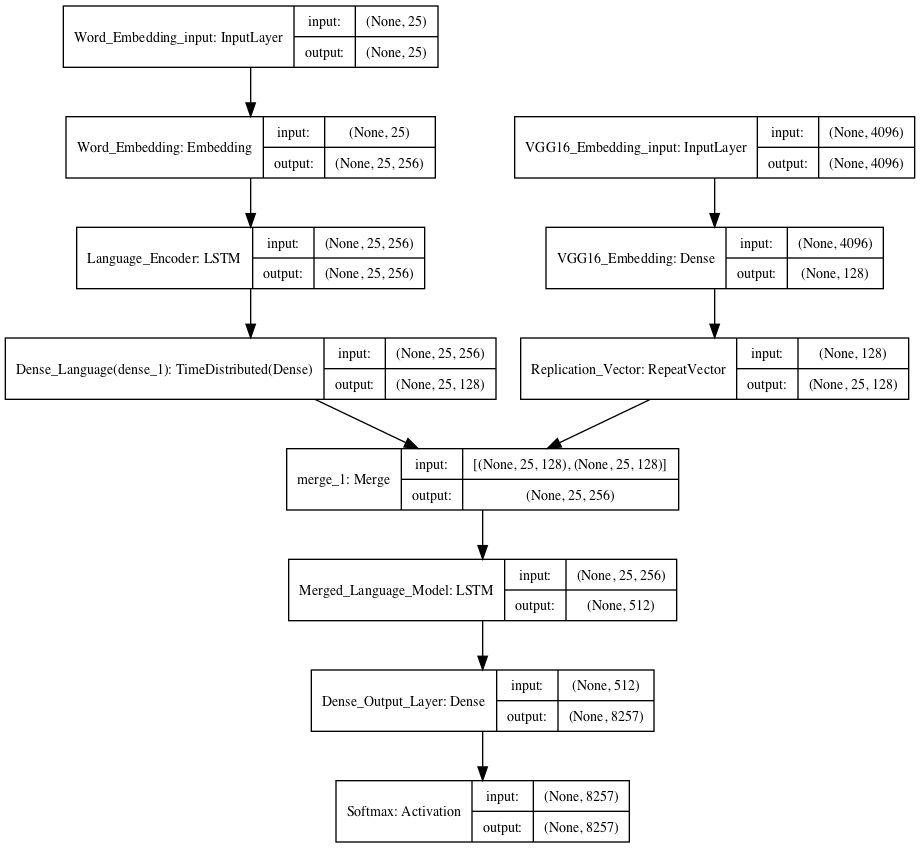 Word_Embedding_input: InputLayer
input:
(None, 25)
output:
(None, 25)
Word_Embedding: Embedding
input:
(None, 25)
output:
(None, 25, 256)
VGG16_Embedding_input: InputLayer
input:
(None, 4096)
output:
(None, 4096)
Language_Encoder: LSTM
input:
(None, 25, 256)
output:
(None, 25, 256)
VGG16_Embedding: Dense
input:
(None, 4096)
output:
(None, 128)
Dense_Language(dense_1): TimeDistributed(Dense)
input:
(None, 25, 256)
output:
(None, 25, 128)
Replication_Vector: RepeatVector
input:
(None, 128)
output:
(None, 25, 128)
merge_1: Merge
input:
[(None, 25, 128), (None, 25, 128)]
output:
(None, 25, 256)
Merged_Language_Model: LSTM
input:
(None, 25, 256)
output:
(None, 512)
Dense_Output_Layer: Dense
input:
(None, 512)
output:
(None, 8257)
Softmax: Activation
input:
(None, 8257)
output:
(None, 8257)